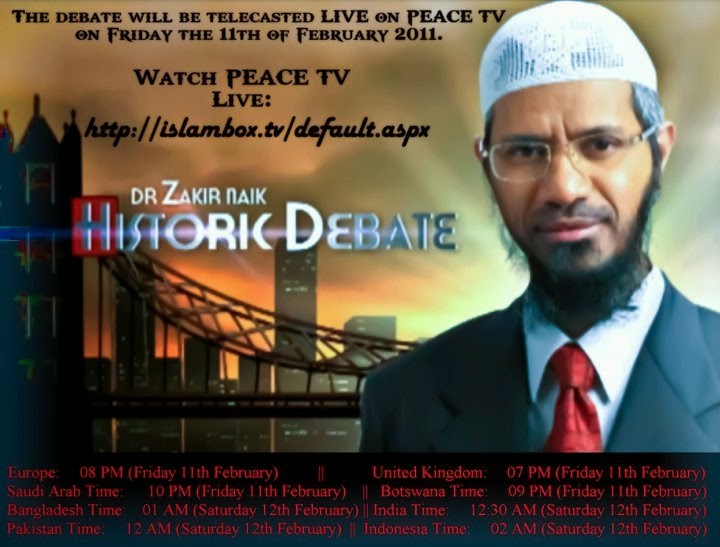 The debate will be telecasted LIVE on PEACE TV
on Friday the 11th of February 2011.
Watch PEACE TV
Live:
http://islambox.tv/default.aspx
DR ZAKIR NAIK
HISTORIC DEBATE
Europe: 08 PM (Friday 11th February) || United Kingdom: 07 PM (Friday 11th February)
Saudi Arab Time: 10 PM (Friday 11th February) || Botswana Time: 09 PM (Friday 11th February)
Bangladesh Time: 01 AM (Saturday 12th February) || India Time: 12:30 AM (Saturday 12th February)
Pakistan Time: 12 AM (Saturday 12th February) || Indonesia Time: 02 AM (Saturday 12th February)